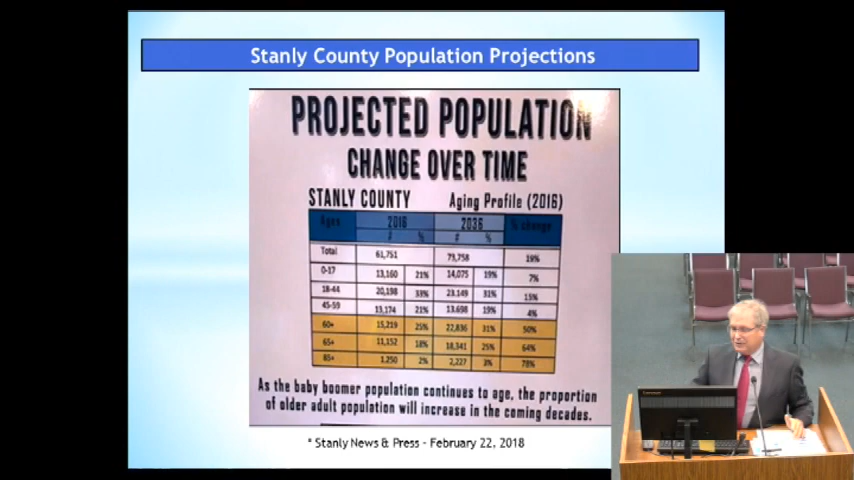 Stanly County Population Projections
PROJECTED POPULATION
CHANGE OVER TIME
STANLY COUNTY Aging Profile (2016)
Ages 2016 2036 % change
# % # %
Total 61,751 73,758 19%
0-17 13,160 21% 14,075 19% 7%
18-44 20,198 33% 23,149 31% 15%
45-59 13,174 21% 13,698 19% 4%
60+ 15,219 25% 22,836 31% 50%
65+ 11,152 18% 18,341 25% 64%
85+ 1,250 2% 2,227 3% 78%
As the baby boomer population continues to age, the proportion
of older adult population will increase in the coming decades.
* Stanly News & Press - February 22, 2018